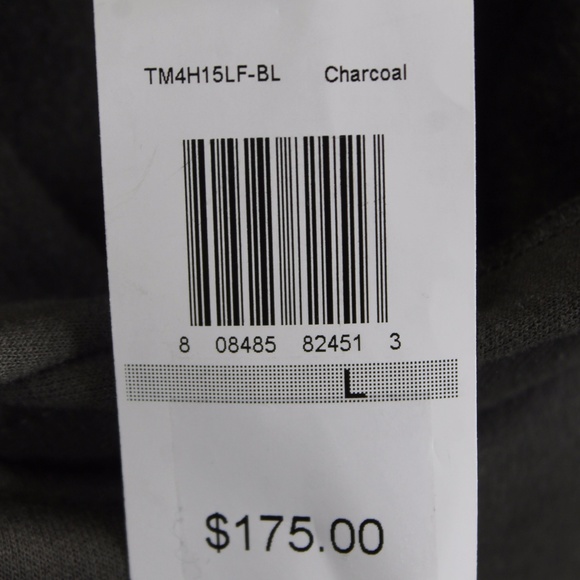 TM4H15LF-BL Charcoal
8 08485 82451 3
L
$175.00